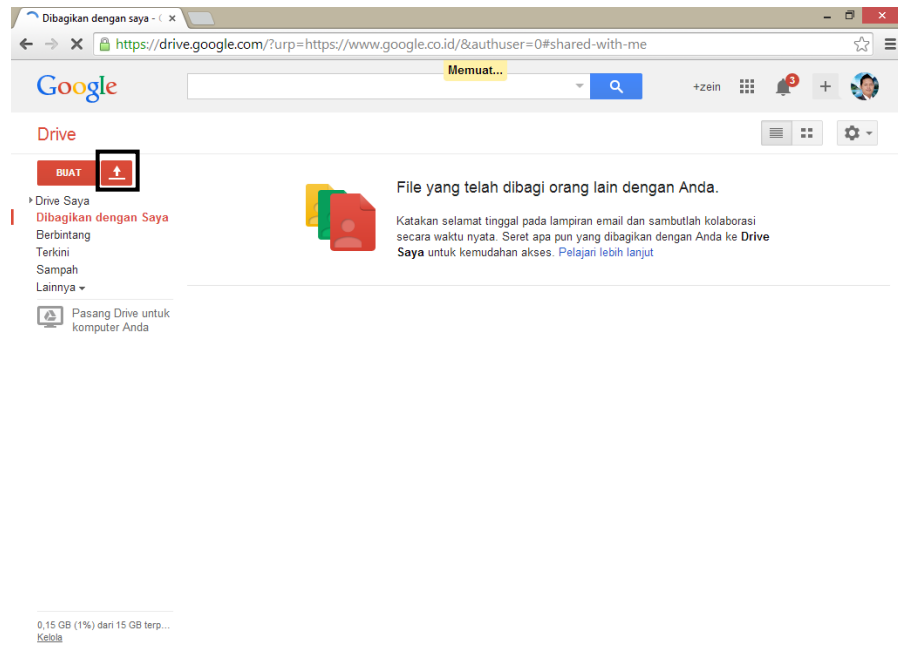 Dibagikan dengan saya - (
https://drive.google.com/?urp=https://www.google.co.id/&authuser=0#shared-with-me
Memuat...
Google
+zein
3
Drive
BUAT
Drive Saya
Dibagikan dengan Saya
Berbintang
Terkini
Sampah
Lainnya
Pasang Drive untuk
komputer Anda
File yang telah dibagi orang lain dengan Anda.
Katakan selamat tinggal pada lampiran email dan sambutlah kolaborasi
secara waktu nyata. Seret apa pun yang dibagikan dengan Anda ke Drive
Saya untuk kemudahan akses. Pelajari lebih lanjut
0,15 GB (1%) dari 15 GB terp...
Kelola